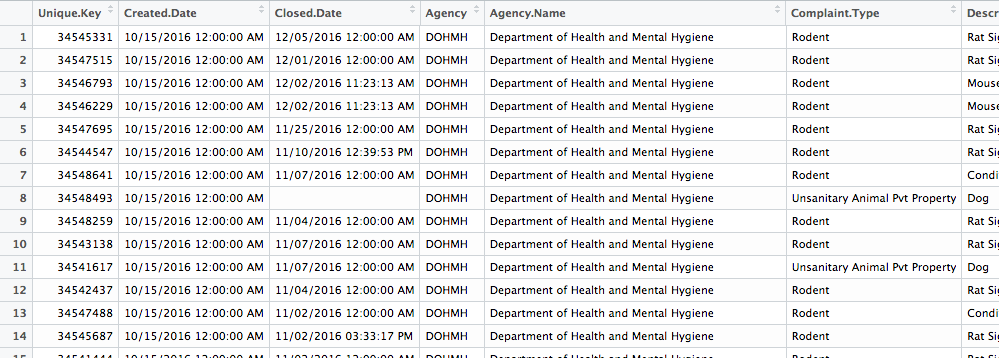 Unique.Key Created.Date Closed.Date Agency Agency.Name Complaint.Type Descr
1 34545331 10/15/2016 12:00:00 AM 12/05/2016 12:00:00 AM DOHMH Department of Health and Mental Hygiene Rodent Rat Sig
2 34547515 10/15/2016 12:00:00 AM 12/01/2016 12:00:00 AM DOHMH Department of Health and Mental Hygiene Rodent Rat Sig
3 34546793 10/15/2016 12:00:00 AM 12/02/2016 11:23:13 AM DOHMH Department of Health and Mental Hygiene Rodent Mouse
4 34546229 10/15/2016 12:00:00 AM 12/02/2016 11:23:13 AM DOHMH Department of Health and Mental Hygiene Rodent Mouse
5 34547695 10/15/2016 12:00:00 AM 11/25/2016 12:00:00 AM DOHMH Department of Health and Mental Hygiene Rodent Rat Sig
6 34544547 10/15/2016 12:00:00 AM 11/10/2016 12:39:53 PM DOHMH Department of Health and Mental Hygiene Rodent Rat Sig
7 34548641 10/15/2016 12:00:00 AM 11/07/2016 12:00:00 AM DOHMH Department of Health and Mental Hygiene Rodent Condi
8 34548493 10/15/2016 12:00:00 AM DOHMH Department of Health and Mental Hygiene Unsanitary Animal Pvt Property Dog
9 34548259 10/15/2016 12:00:00 AM 11/04/2016 12:00:00 AM DOHMH Department of Health and Mental Hygiene Rodent Rat Sig
10 34543138 10/15/2016 12:00:00 AM 11/07/2016 12:00:00 AM DOHMH Department of Health and Mental Hygiene Rodent Rat Sig
11 34541617 10/15/2016 12:00:00 AM 11/07/2016 12:00:00 AM DOHMH Department of Health and Mental Hygiene Unsanitary Animal Pvt Property Dog
12 34542437 10/15/2016 12:00:00 AM 11/04/2016 12:00:00 AM DOHMH Department of Health and Mental Hygiene Rodent Rat Sig
13 34547488 10/15/2016 12:00:00 AM 11/02/2016 12:00:00 AM DOHMH Department of Health and Mental Hygiene Rodent Condi
14 34545687 10/15/2016 12:00:00 AM 11/02/2016 03:33:17 PM DOHMH Department of Health and Mental Hygiene Rodent Rat Sig